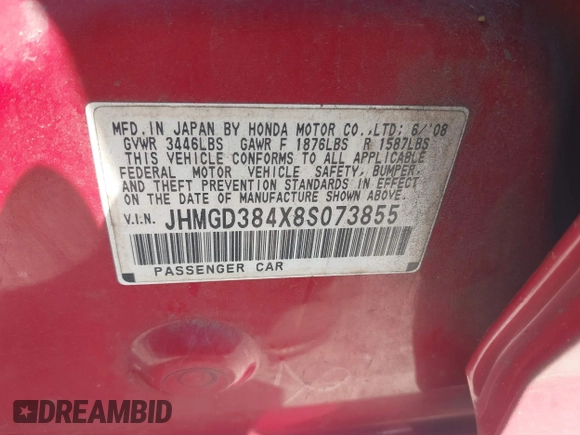 MFD. IN JAPAN BY HONDA MOTOR CO.,LTD; 6/'08
GVWR 3446LBS GAWR F 1876LBS R 1587LBS
THIS VEHICLE CONFORMS TO ALL APPLICABLE
FEDERAL MOTOR VEHICLE SAFETY, BUMPER,
AND THEFT PREVENTION STANDARDS IN EFFECT
ON THE DATE OF MANUFACTURE SHOWN ABOVE.
V.I.N. JHMGD384X8S073855
PASSENGER CAR
DREAMBID